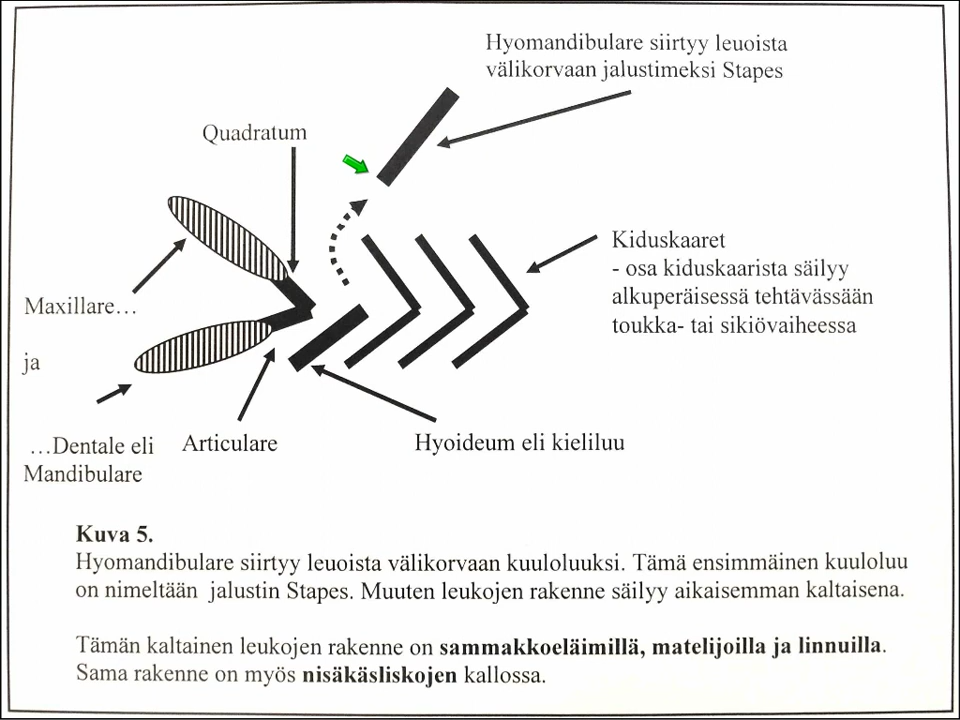 Hyomandibulare siirtyy leuoista
välikorvaan jalustimeksi Stapes
Quadratum
Kiduskaaret
- osa kiduskaarista säilyy
alkuperäisessä tehtävässään
toukka- tai sikiövaiheessa
Maxillare…
ja
…Dentale eli
Mandibulare
Articulare
Hyoideum eli kieliluu
Kuva 5.
Hyomandibulare siirtyy leuoista välikorvaan kuuloluuksi. Tämä ensimmäinen kuuloluu
on nimeltään jalustin Stapes. Muuten leukojen rakenne säilyy aikaisemman kaltaisena.
Tämän kaltainen leukojen rakenne on sammakkoeläimillä, matelijoilla ja linnuilla.
Sama rakenne on myös nisäkäsliskojen kallossa.